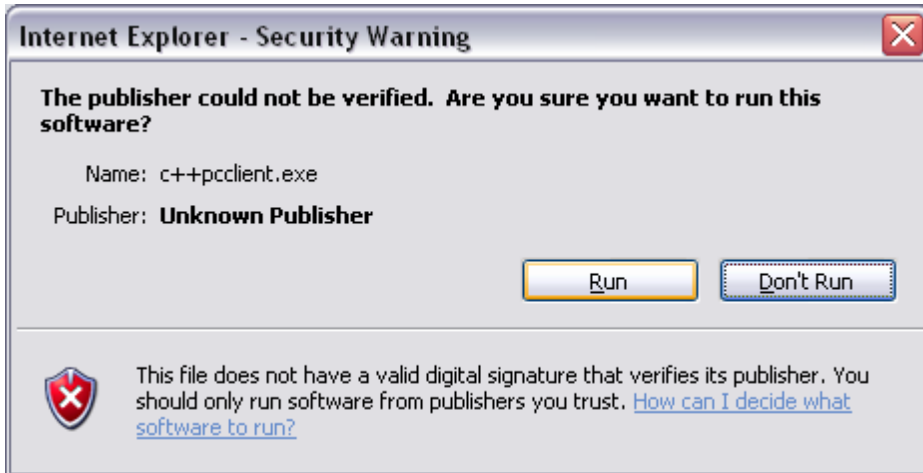 Internet Explorer - Security Warning
The publisher could not be verified.  Are you sure you want to run this
software?
Name: c++pcclient.exe
Publisher: Unknown Publisher
Run
Don't Run
This file does not have a valid digital signature that verifies its publisher. You
should only run software from publishers you trust. How can I decide what
software to run?